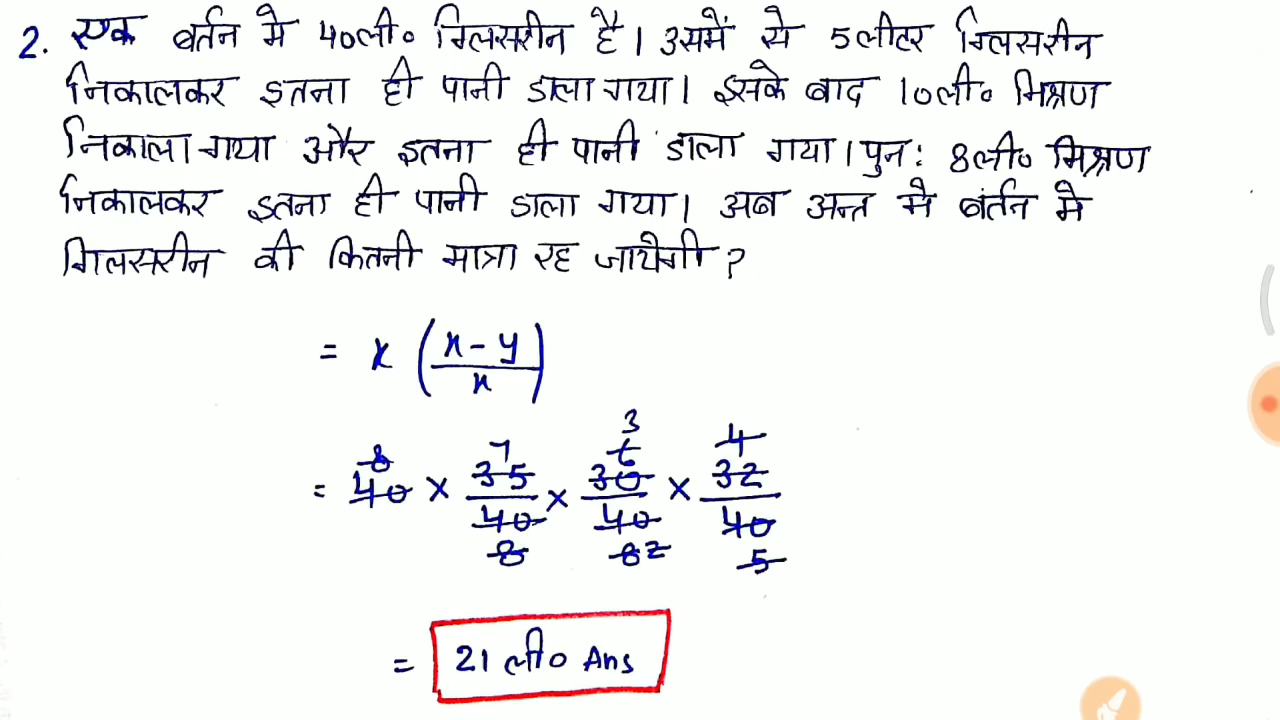 2. एक बर्तन मे 40ली० ग्लिसरीन है। उसमें से 5लीटर ग्लिसरीन
निकालकर इतना ही पानी डाला गया। इसके बाद 10ली० मिश्रण
निकाला गया और इतना ही पानी डाला गया। पुनः 8ली० मिश्रण
निकालकर इतना ही पानी डाला गया। अब अन्त मे बर्तन मे
ग्लिसरीन की कितनी मात्रा रह जायेगी ?
= x (x-y/x)
= 40 × 35/40 × 30/40 × 32/40
= 21 ली० Ans